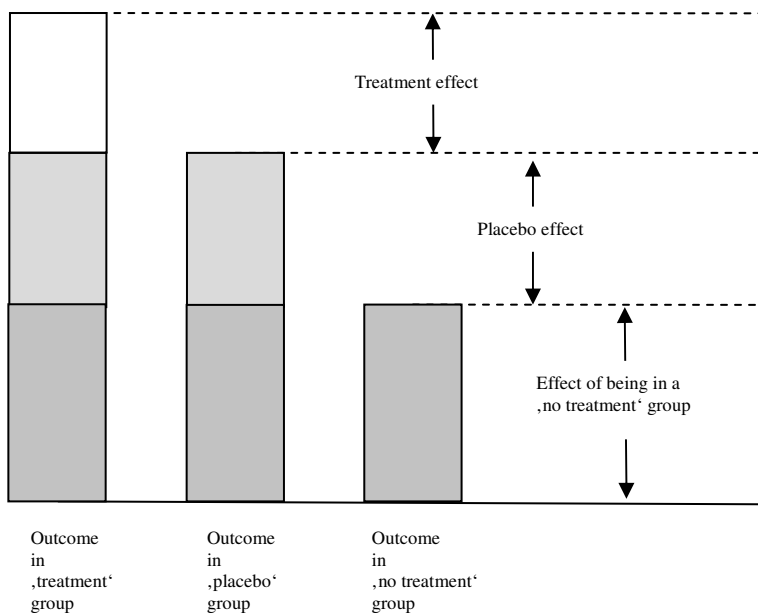 Treatment effect
Placebo effect
Effect of being in a
‚no treatment‘ group
Outcome
in
‚treatment‘
group
Outcome
in
‚placebo‘
group
Outcome
in
‚no treatment‘
group